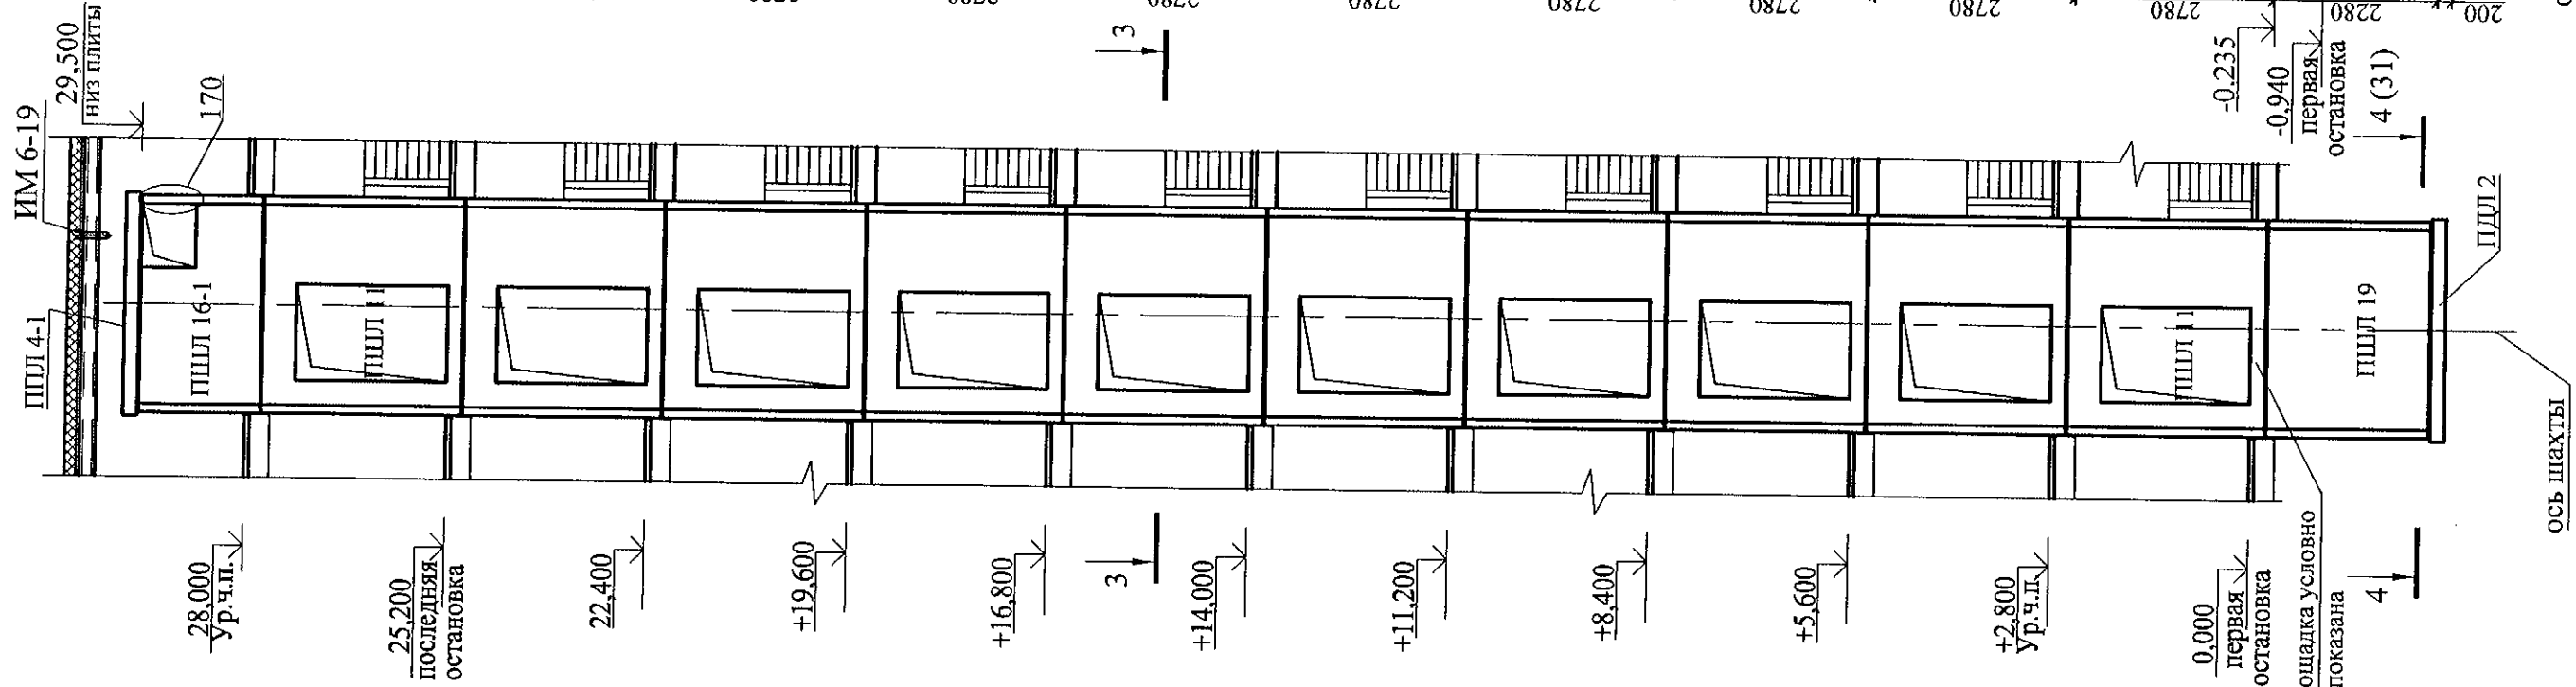 ИМ 6-19
29,500
низ плиты
170
ППЛ 4-1
ПШЛ 16-1
ПШЛ 11
ПШЛ 11
ПШЛ 19
ПДЛ 2
ось шахты
3
3
4 (31)
4
28,000
Ур.ч.п.
25,200
последняя
остановка
22,400
+19,600
+16,800
+14,000
+11,200
+8,400
+5,600
+2,800
Ур.ч.п.
0,000
первая
остановка
ощадка условно
показана
-0.235
-0,940
первая
остановка
2780
2780
2780
2780
2780
2780
2780
2280
200